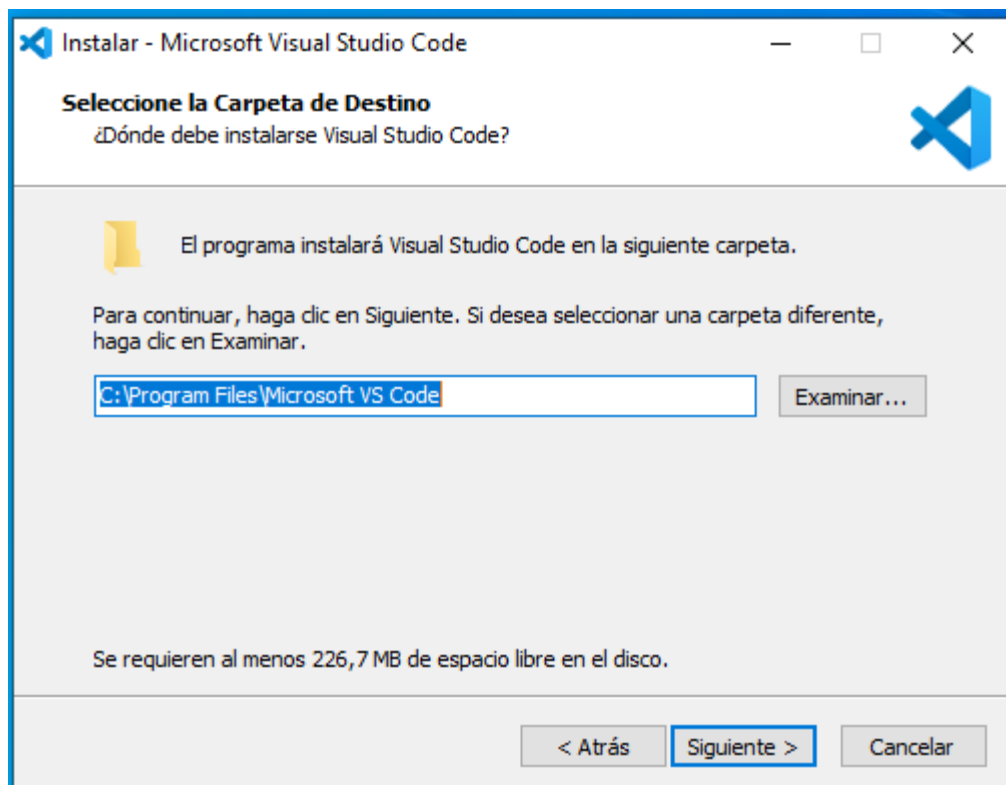 Instalar - Microsoft Visual Studio Code
Seleccione la Carpeta de Destino
¿Dónde debe instalarse Visual Studio Code?
El programa instalará Visual Studio Code en la siguiente carpeta.
Para continuar, haga clic en Siguiente. Si desea seleccionar una carpeta diferente,
haga clic en Examinar.
C:\Program Files\Microsoft VS Code
Examinar...
Se requieren al menos 226,7 MB de espacio libre en el disco.
< Atrás
Siguiente >
Cancelar